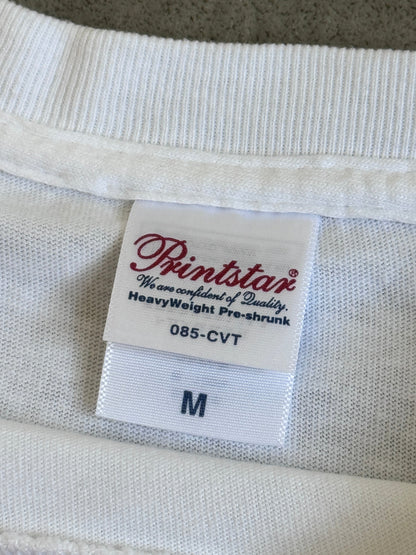 Printstar®
We are confident of Quality.
HeavyWeight Pre-shrunk
085-CVT
M